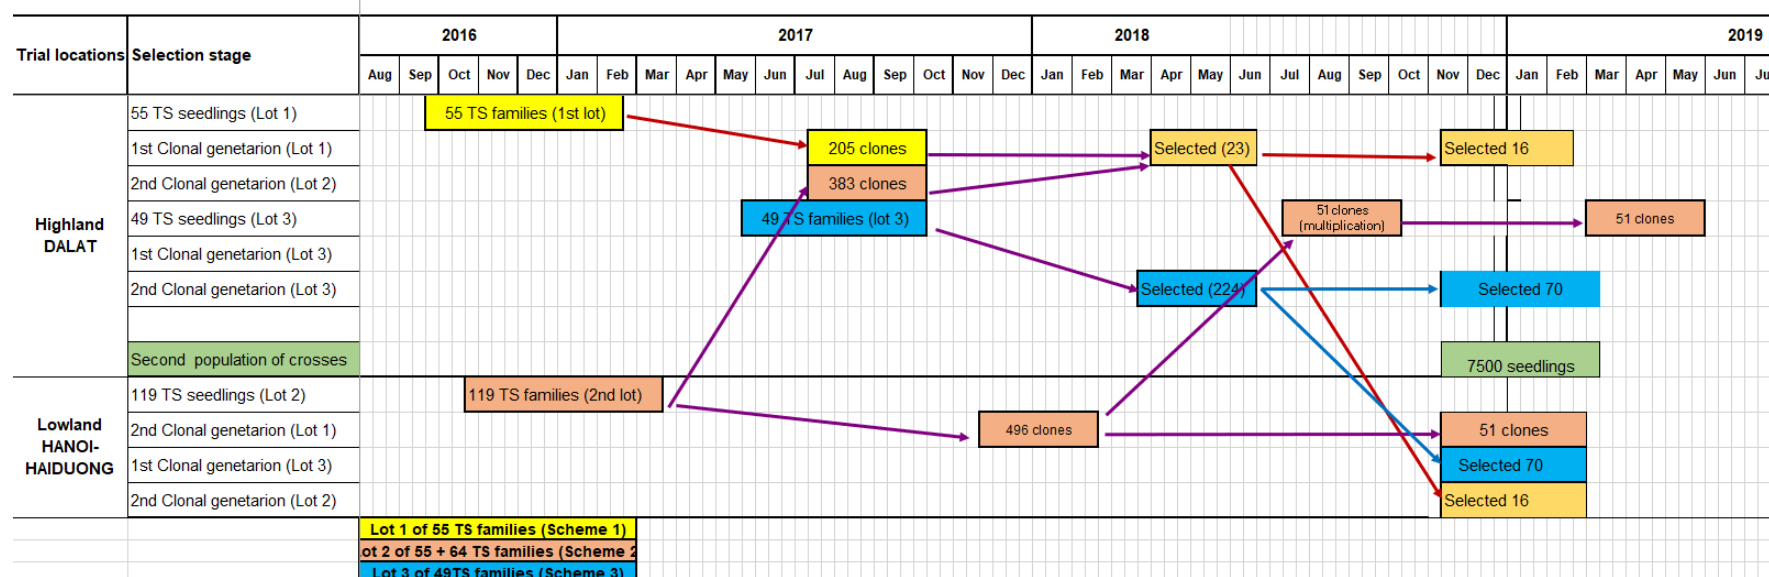 2016 2017 2018 2019
Trial locations Selection stage
Aug Sep Oct Nov Dec Jan Feb Mar Apr May Jun Jul Aug Sep Oct Nov Dec Jan Feb Mar Apr May Jun Jul Aug Sep Oct Nov Dec Jan Feb Mar Apr May Jun Ju
55 TS seedlings (Lot 1) 55 TS families (1st lot)
1st Clonal genetarion (Lot 1) 205 clones Selected (23) Selected 16
2nd Clonal genetarion (Lot 2) 383 clones
Highland
DALAT
49 TS seedlings (Lot 3) 49 TS families (lot 3) 51 clones
(multiplication) 51 clones
1st Clonal genetarion (Lot 3)
2nd Clonal genetarion (Lot 3) Selected (224) Selected 70
Second population of crosses 7500 seedlings
119 TS seedlings (Lot 2) 119 TS families (2nd lot)
Lowland
HANOI-
HAIDUONG
2nd Clonal genetarion (Lot 1) 496 clones 51 clones
1st Clonal genetarion (Lot 3) Selected 70
2nd Clonal genetarion (Lot 2) Selected 16
Lot 1 of 55 TS families (Scheme 1)
ot 2 of 55 + 64 TS families (Scheme 2
Lot 3 of 49TS families (Scheme 3)